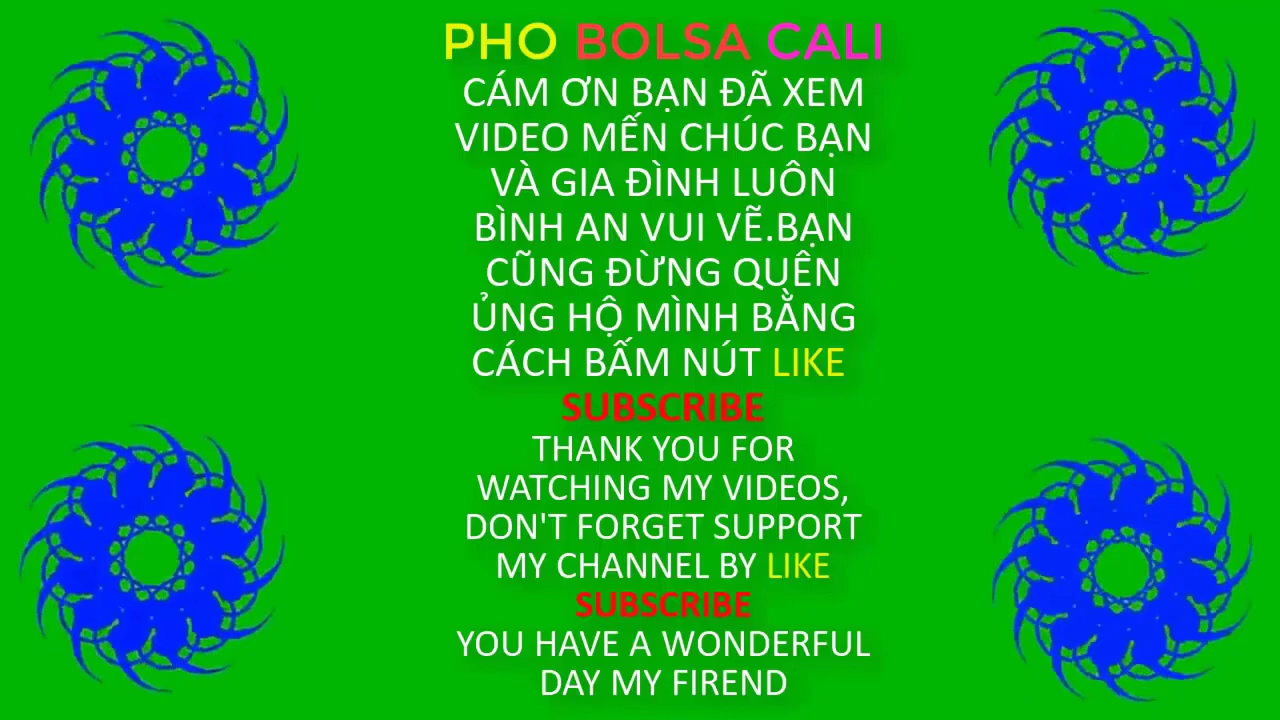 PHO BOLSA CALI
CÁM ƠN BẠN ĐÃ XEM
VIDEO MẾN CHÚC BẠN
VÀ GIA ĐÌNH LUÔN
BÌNH AN VUI VẼ.BẠN
CŨNG ĐỪNG QUÊN
ỦNG HỘ MÌNH BẰNG
CÁCH BẤM NÚT LIKE
SUBSCRIBE
THANK YOU FOR
WATCHING MY VIDEOS,
DON'T FORGET SUPPORT
MY CHANNEL BY LIKE
SUBSCRIBE
YOU HAVE A WONDERFUL
DAY MY FIREND